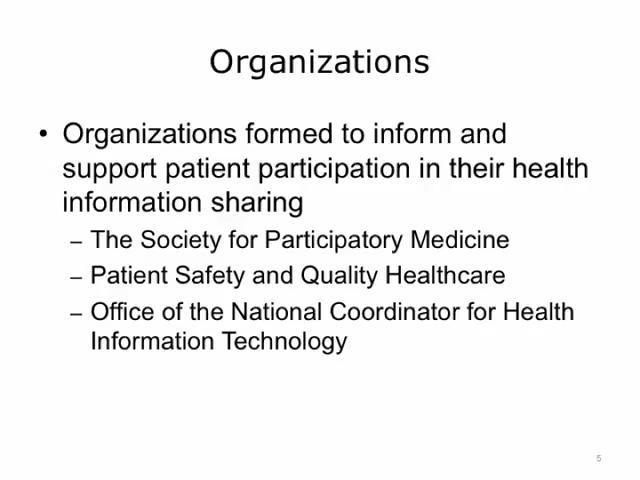 Organizations
• Organizations formed to inform and
support patient participation in their health
information sharing
– The Society for Participatory Medicine
– Patient Safety and Quality Healthcare
– Office of the National Coordinator for Health
Information Technology
5